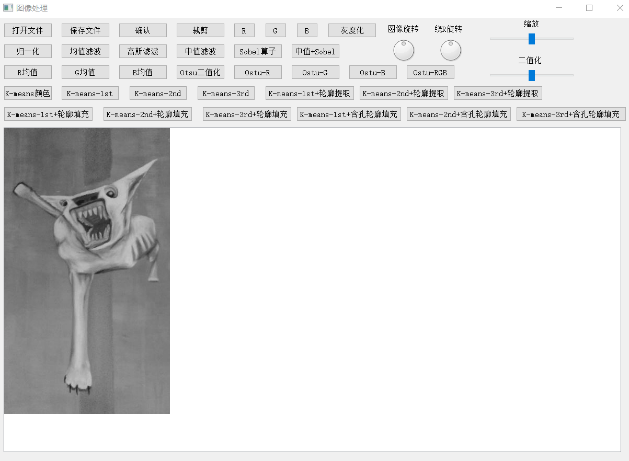 图像处理
打开文件 保存文件 确认 裁剪 R G B 灰度化 图像旋转 绕X旋转 缩放
归一化 均值滤波 高斯滤波 中值滤波 Sobel算子 中值-Sobel 二值化
R均值 G均值 B均值 Otsu二值化 Ostu-R Ostu-G Ostu-B Ostu-RGB
K-means颜色 K-means-1st K-means-2nd K-means-3rd K-means-1st+轮廓提取 K-means-2nd+轮廓提取 K-means-3rd+轮廓提取
K-means-1st+轮廓填充 K-means-2nd+轮廓填充 K-means-3rd+轮廓填充 K-means-1st+含孔轮廓填充 K-means-2nd+含孔轮廓填充 K-means-3rd+含孔轮廓填充